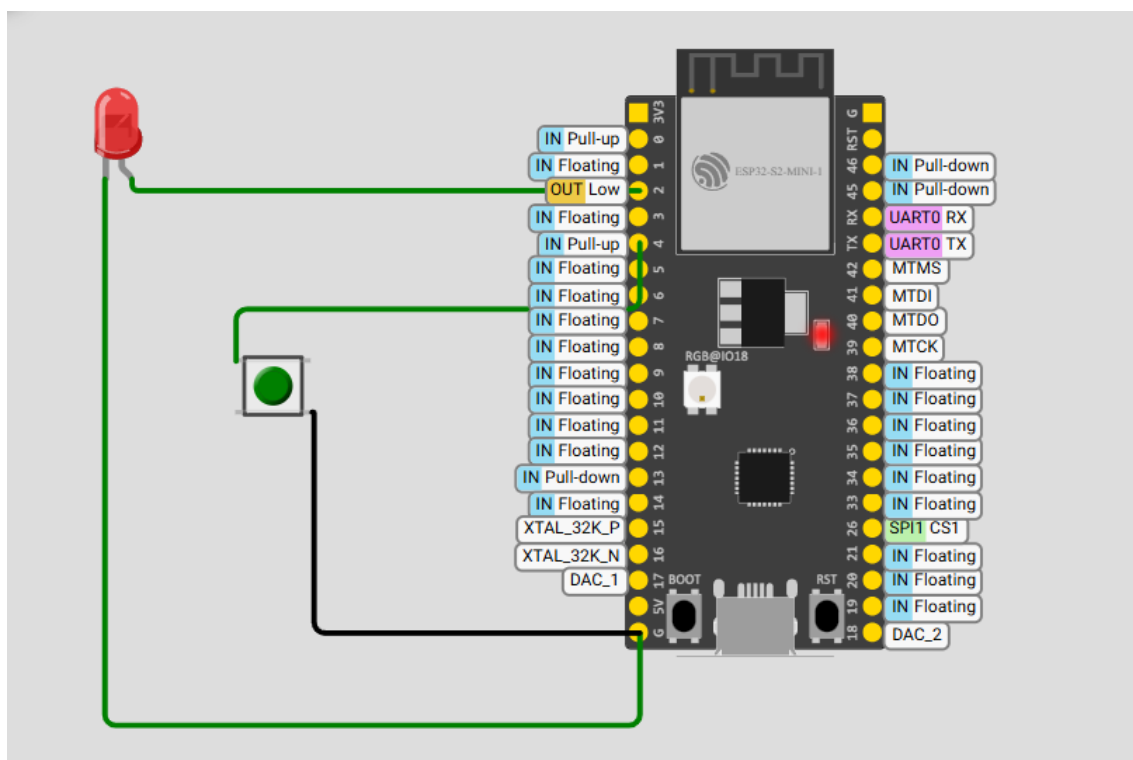 3V3
G
RST
IN Pull-up
0
IN Floating
1
46
IN Pull-down
OUT Low
2
45
IN Pull-down
ESP32-S2-MINI-1
IN Floating
3
RX
UART0 RX
IN Pull-up
4
TX
UART0 TX
IN Floating
5
42
MTMS
IN Floating
6
41
MTDI
IN Floating
7
40
MTDO
IN Floating
8
39
MTCK
RGB@IO18
IN Floating
9
38
IN Floating
IN Floating
10
37
IN Floating
IN Floating
11
36
IN Floating
IN Floating
12
35
IN Floating
IN Pull-down
13
34
IN Floating
IN Floating
14
33
IN Floating
XTAL_32K_P
15
26
SPI1 CS1
XTAL_32K_N
16
21
IN Floating
DAC_1
17
BOOT
RST
20
IN Floating
5V
19
IN Floating
G
18
DAC_2